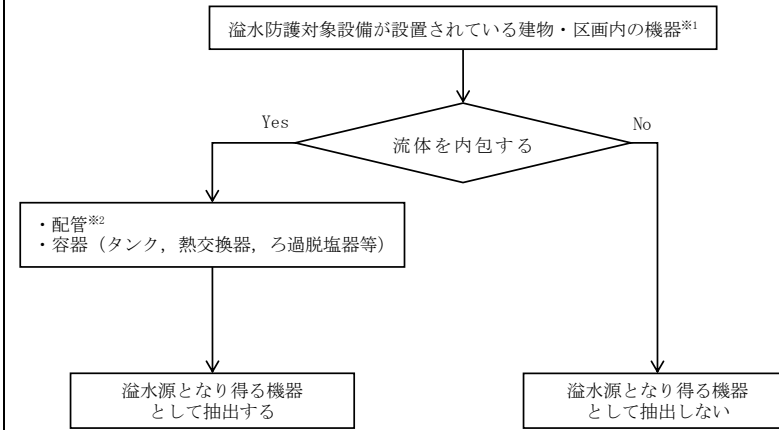 溢水防護対象設備が設置されている建物・区画内の機器※1
Yes
No
流体を内包する
・配管※2
・容器（タンク，熱交換器，ろ過脱塩器等）
溢水源となり得る機器
として抽出する
溢水源となり得る機器
として抽出しない